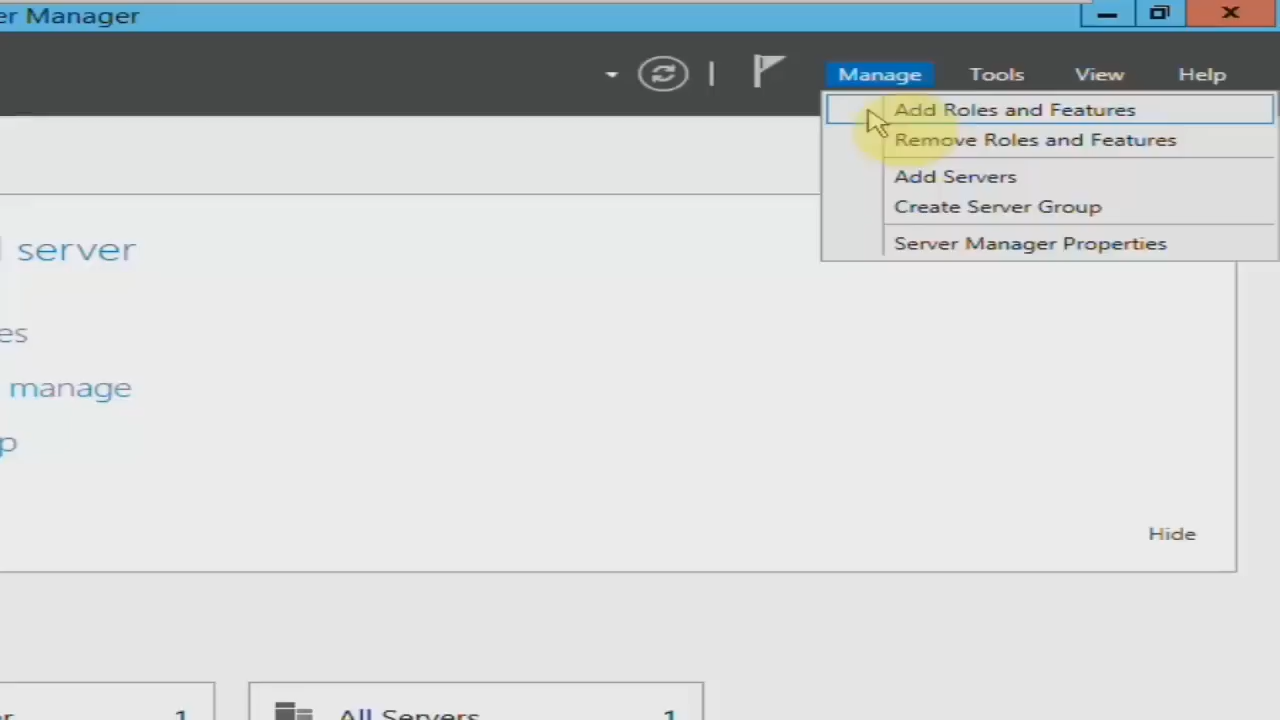 er Manager
Manage Tools View Help
Add Roles and Features
Remove Roles and Features
Add Servers
Create Server Group
Server Manager Properties
server
es
manage
p
Hide
1
All Servers 1